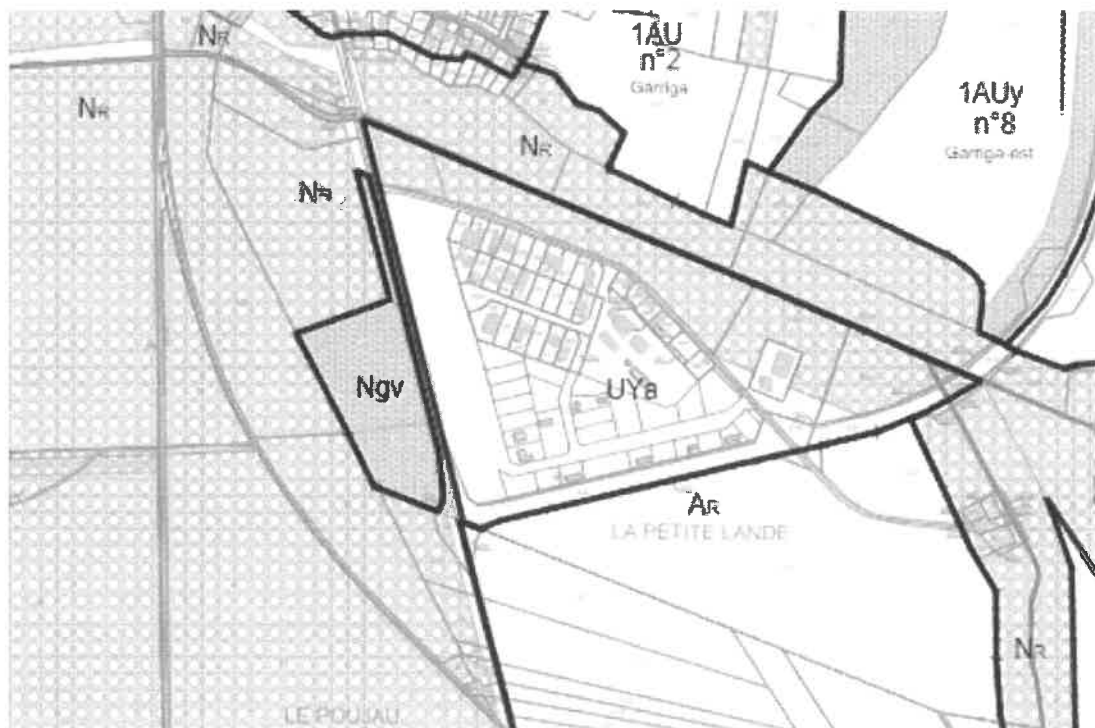 NR
1AU
n°2
Garriga
1AUy
n°8
Garriga-est
NR
NR
NR
Ngv
UYa
AR
LA PETITE LANDE
NR
LE POUJAU